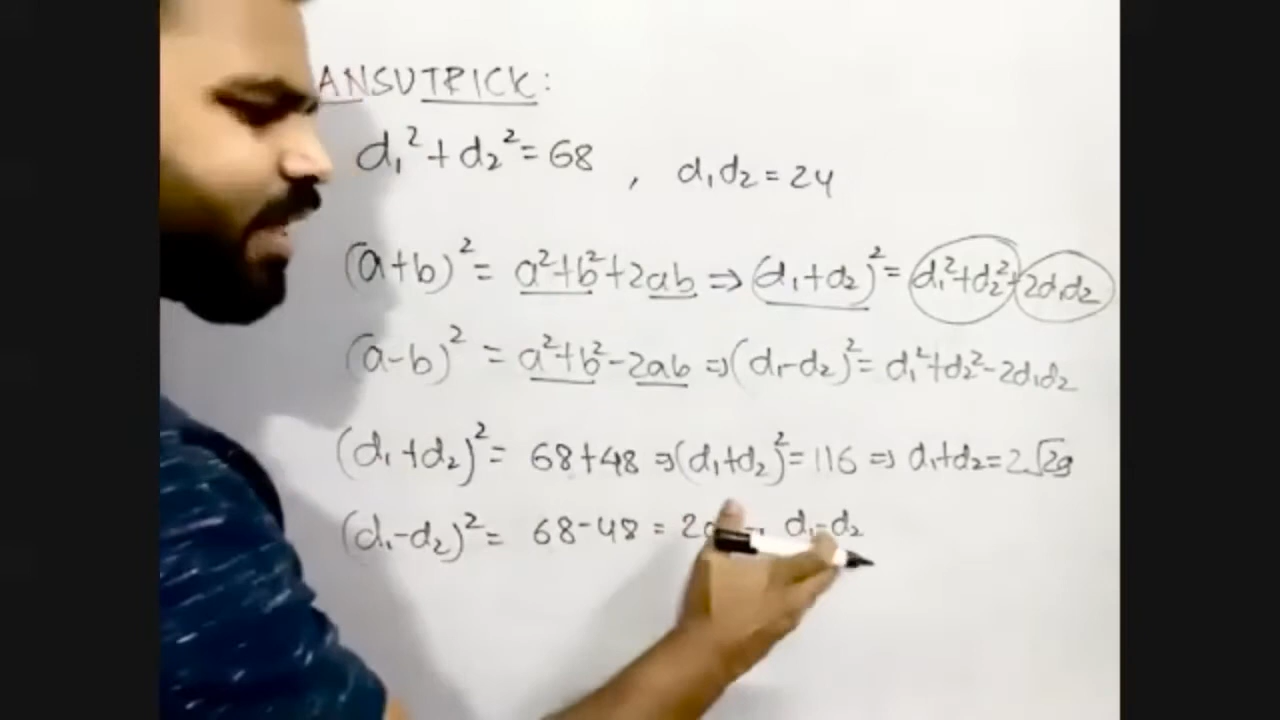 ANSUTRICK:
d₁²+d₂²=68 , d₁d₂=24
(a+b)²= a²+b²+2ab ⇒ (d₁+d₂)²= d₁²+d₂²+2d₁d₂
(a-b)² = a²+b²-2ab ⇒(d₁-d₂)²= d₁²+d₂²-2d₁d₂
(d₁+d₂)²= 68+48 ⇒(d₁+d₂)²=116 ⇒ d₁+d₂=2√29
(d₁-d₂)²= 68-48 = d₁-d₂